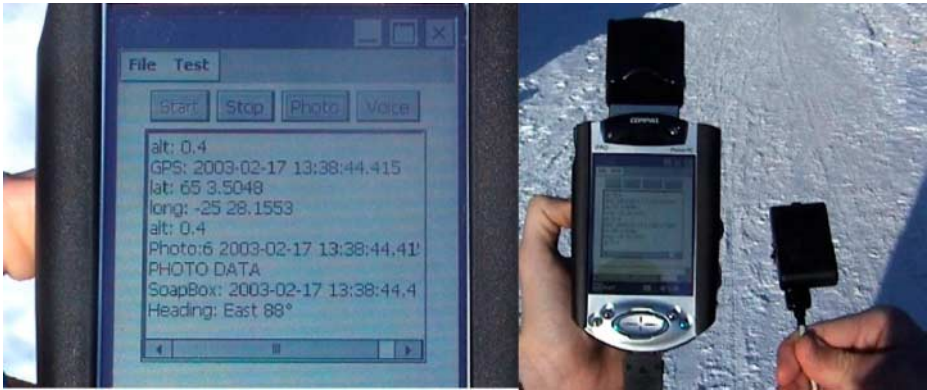 File Test
Start Stop Photo Voice
alt: 0.4
GPS: 2003-02-17 13:38:44.415
lat: 65 3.5048
long: -25 28.1553
alt: 0.4
Photo:6 2003-02-17 13:38:44.41
PHOTO DATA
SoapBox: 2003-02-17 13:38:44.4
Heading: East 88°
COMPAQ